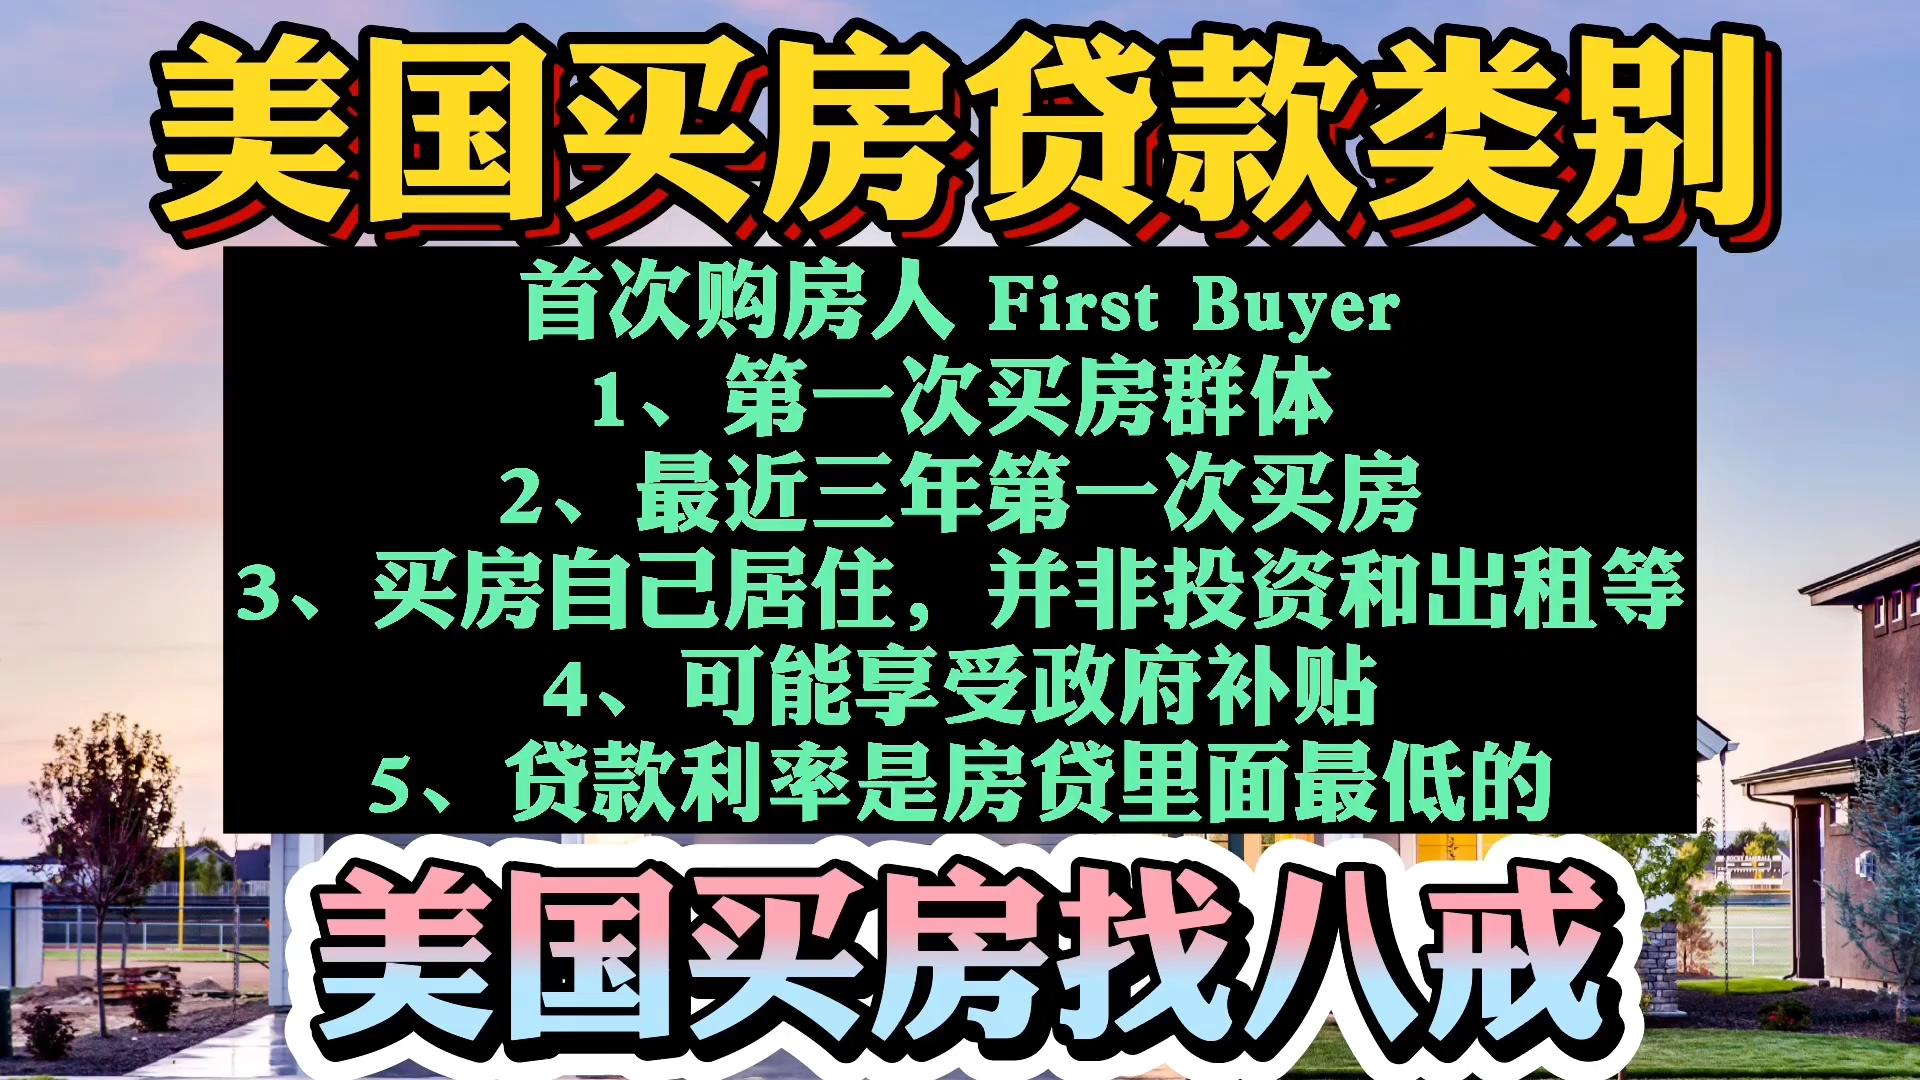 美国买房贷款类别
首次购房人 First Buyer
1、第一次买房群体
2、最近三年第一次买房
3、买房自己居住，并非投资和出租等
4、可能享受政府补贴
5、贷款利率是房贷里面最低的
美国买房找八戒